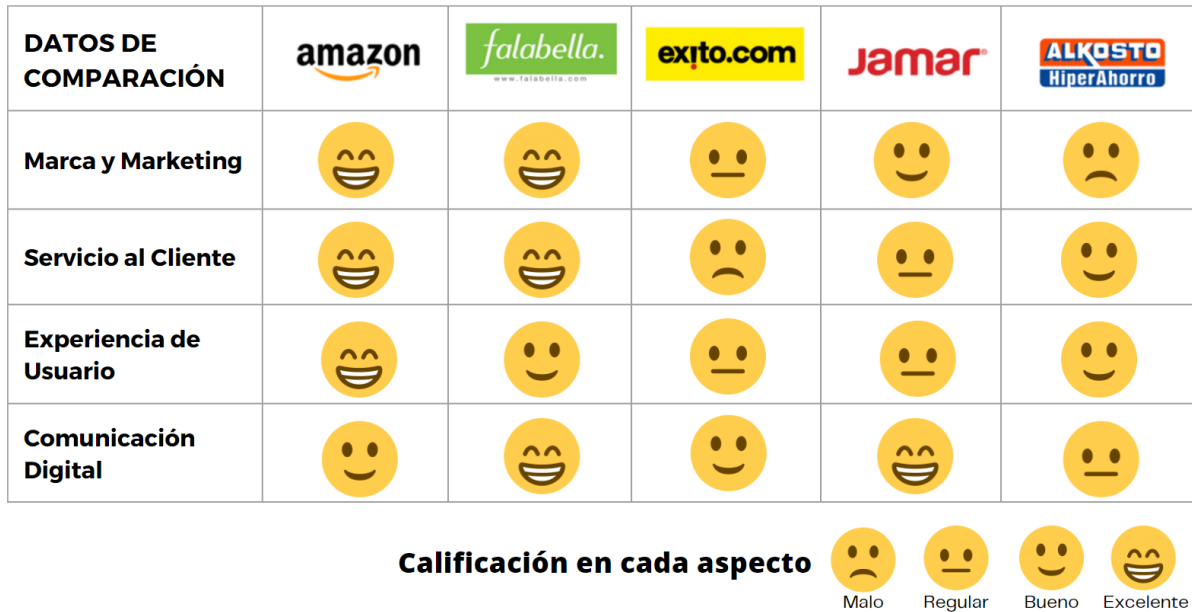 DATOS DE
COMPARACIÓN
amazon
falabella.
www.falabella.com
exito.com
Jamar
ALKOSTO
HiperAhorro
Marca y Marketing
Servicio al Cliente
Experiencia de
Usuario
Comunicación
Digital
Calificación en cada aspecto
Malo
Regular
Bueno
Excelente